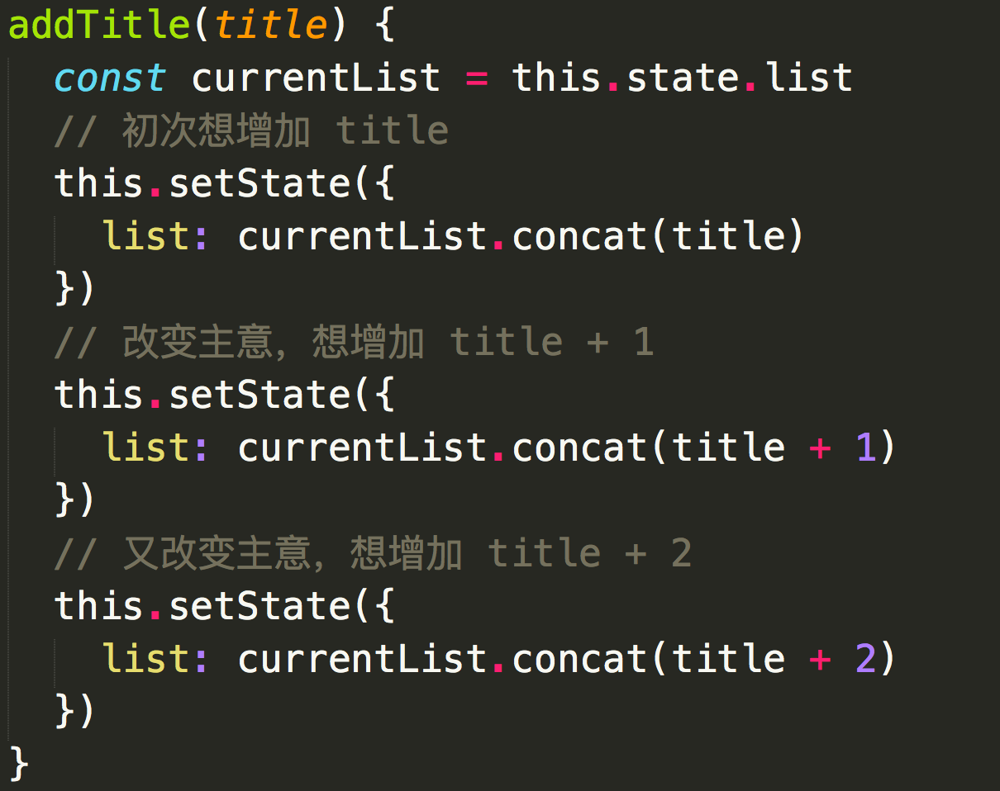 addTitle(title) {
  const currentList = this.state.list
  // 初次想增加 title
  this.setState({
    list: currentList.concat(title)
  })
  // 改变主意，想增加 title + 1
  this.setState({
    list: currentList.concat(title + 1)
  })
  // 又改变主意，想增加 title + 2
  this.setState({
    list: currentList.concat(title + 2)
  })
}